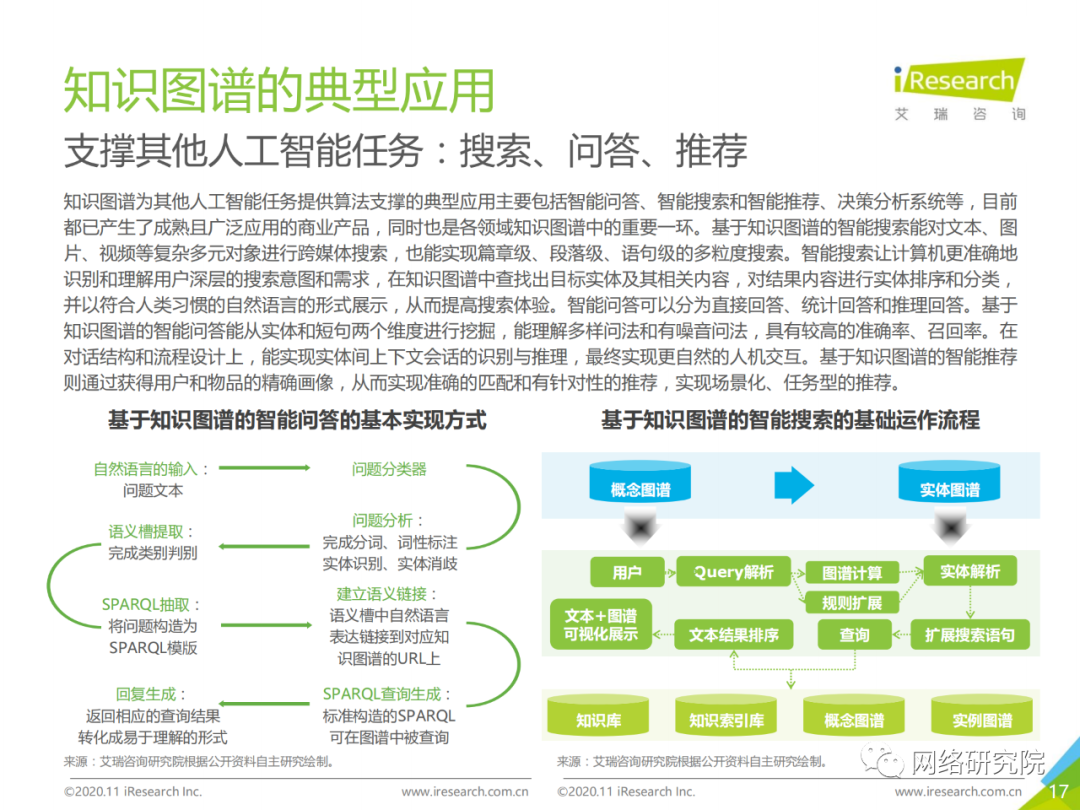 知识图谱的典型应用
iResearch
艾瑞咨询
支撑其他人工智能任务：搜索、问答、推荐
知识图谱为其他人工智能任务提供算法支撑的典型应用主要包括智能问答、智能搜索和智能推荐、决策分析系统等，目前
都已产生了成熟且广泛应用的商业产品，同时也是各领域知识图谱中的重要一环。基于知识图谱的智能搜索能对文本、图
片、视频等复杂多元对象进行跨媒体搜索，也能实现篇章级、段落级、语句级的多粒度搜索。智能搜索让计算机更准确地
识别和理解用户深层的搜索意图和需求，在知识图谱中查找出目标实体及其相关内容，对结果内容进行实体排序和分类，
并以符合人类习惯的自然语言的形式展示，从而提高搜索体验。智能问答可以分为直接回答、统计回答和推理回答。基于
知识图谱的智能问答能从实体和短句两个维度进行挖掘，能理解多样问法和有噪音问法，具有较高的准确率、召回率。在
对话结构和流程设计上，能实现实体间上下文会话的识别与推理，最终实现更自然的人机交互。基于知识图谱的智能推荐
则通过获得用户和物品的精确画像，从而实现准确的匹配和有针对性的推荐，实现场景化、任务型的推荐。
基于知识图谱的智能问答的基本实现方式
自然语言的输入：
问题文本
问题分类器
问题分析：
完成分词、词性标注
实体识别、实体消歧
语义槽提取：
完成类别判别
SPARQL抽取：
将问题构造为
SPARQL模版
建立语义链接：
语义槽中自然语言
表达链接到对应知
识图谱的URL上
SPARQL查询生成：
标准构造的SPARQL
可在图谱中被查询
回复生成：
返回相应的查询结果
转化成易于理解的形式
来源：艾瑞咨询研究院根据公开资料自主研究绘制。
基于知识图谱的智能搜索的基础运作流程
概念图谱
实体图谱
用户
Query解析
图谱计算
规则扩展
实体解析
文本＋图谱
可视化展示
文本结果排序
查询
扩展搜索语句
知识库
知识索引库
概念图谱
实例图谱
来源：艾瑞咨询研究院根据公开资料自主研究绘制。
网络研究院
©2020.11 iResearch Inc.
www.iresearch.com.cn
©2020.11 iResearch Inc.
www.iresearch.com.cn
17